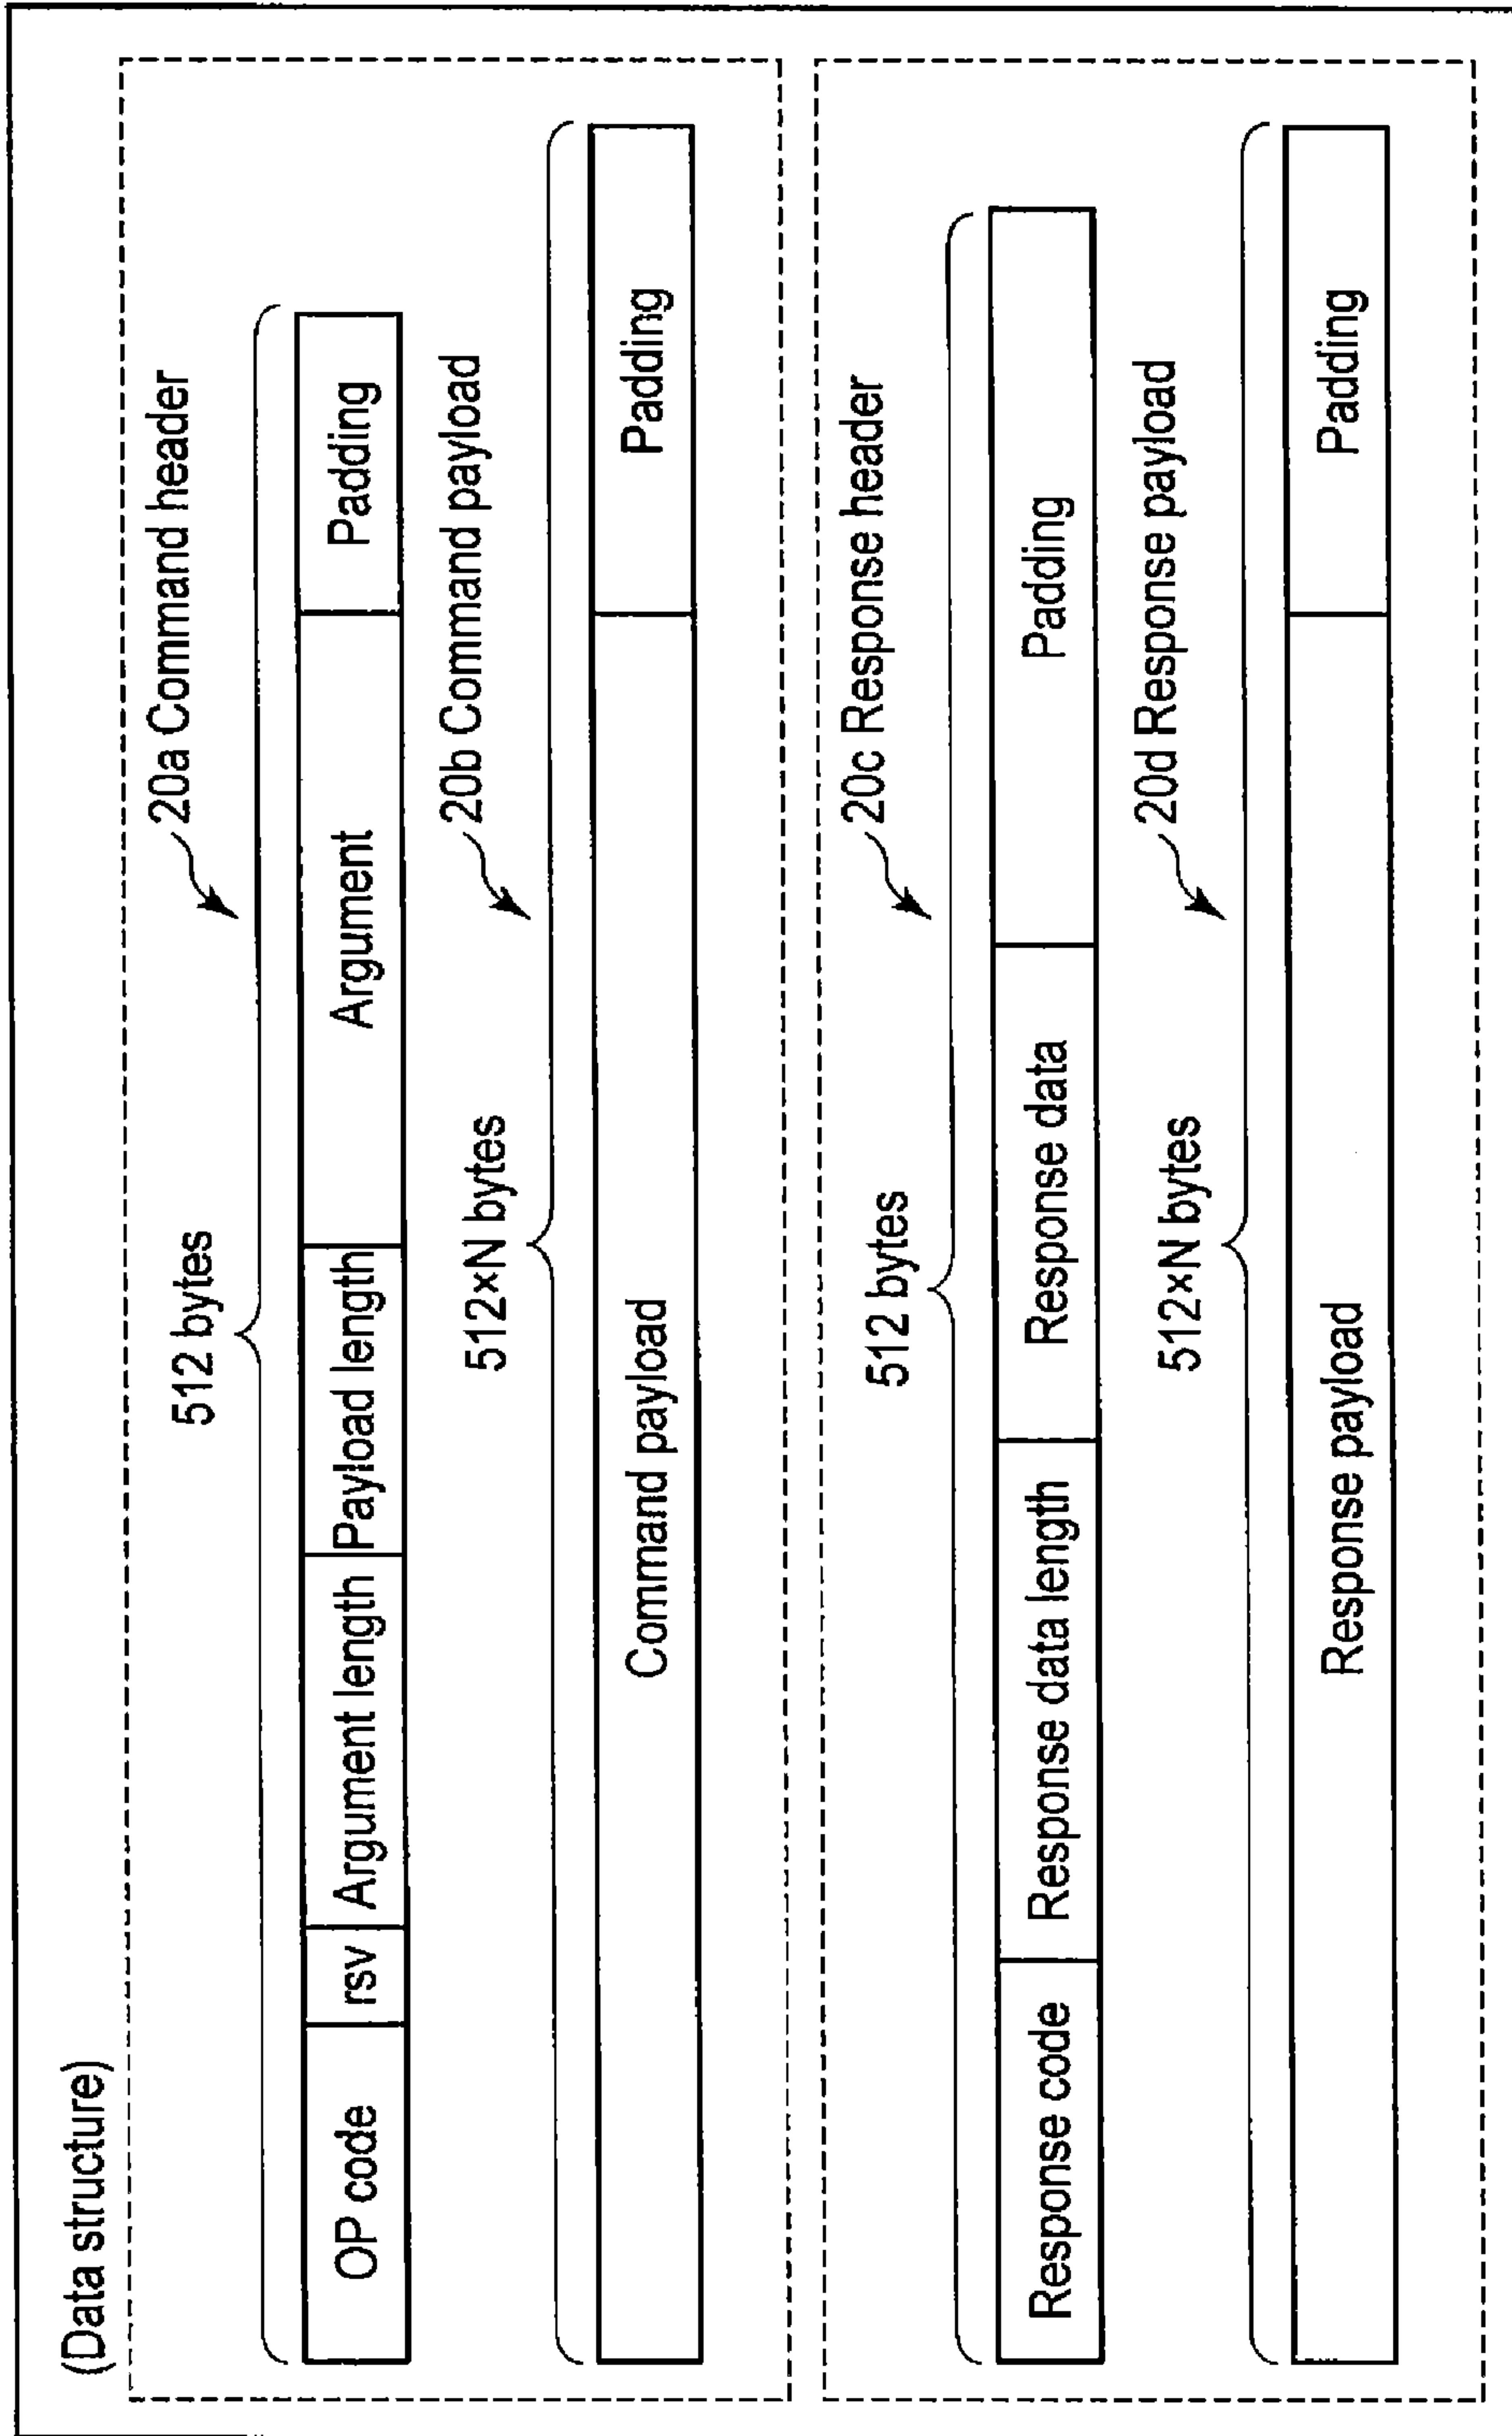 (Data structure)
512 bytes
20a Command header
OP code
rsv
Argument length
Payload length
Argument
Padding
512×N bytes
20b Command payload
Command payload
Padding
512 bytes
20c Response header
Response code
Response data length
Response data
Padding
512×N bytes
20d Response payload
Response payload
Padding